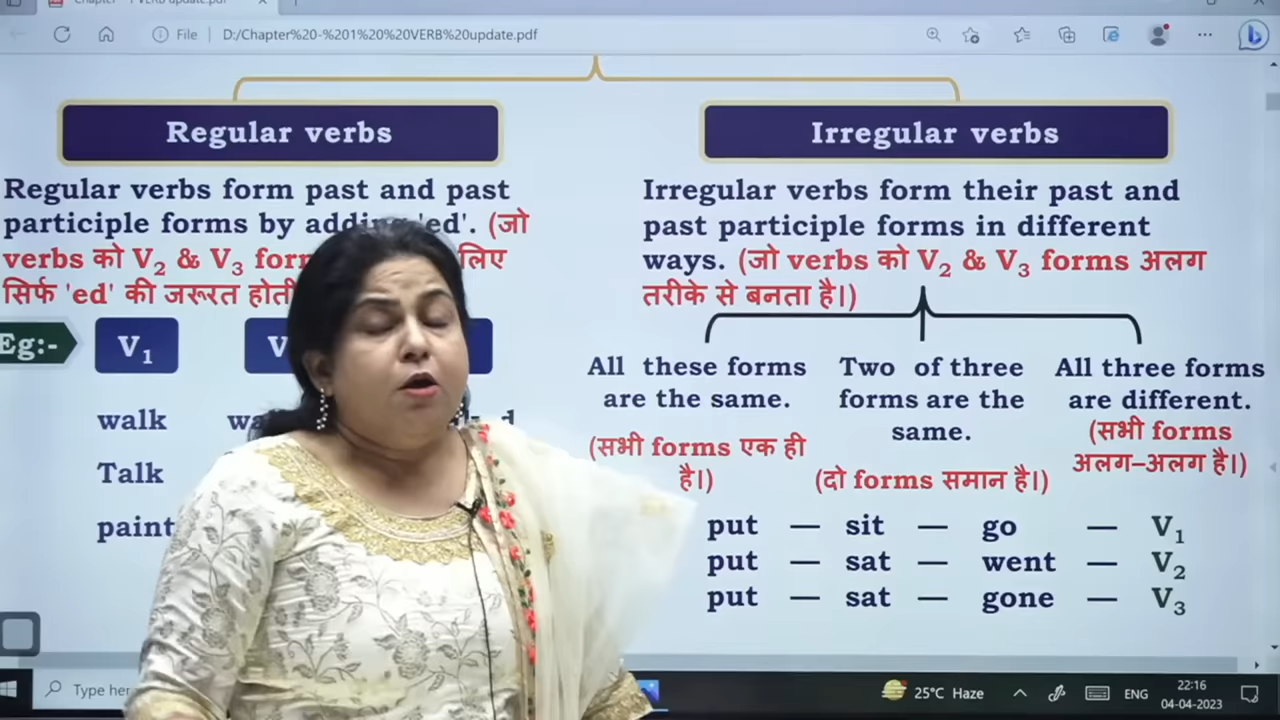 File
D:/Chapter%20-%201%20%20VERB%20update.pdf
Regular verbs
Regular verbs form past and past
participle forms by adding 'ed'. (जो
verbs को V₂ & V₃ लिए
सिर्फ 'ed' की जरूरत
Eg:-
V₁
walk
Talk
paint
Irregular verbs
Irregular verbs form their past and
past participle forms in different
ways. (जो verbs को V₂ & V₃ forms अलग
तरीके से बनता है।)
All these forms
are the same.
(सभी forms एक ही
है।)
Two of three
forms are the
same.
(दो forms समान है।)
All three forms
are different.
(सभी forms
अलग–अलग है।)
put — sit — go — V₁
put — sat — went — V₂
put — sat — gone — V₃
Type her
25°C Haze
ENG
22:16
04-04-2023